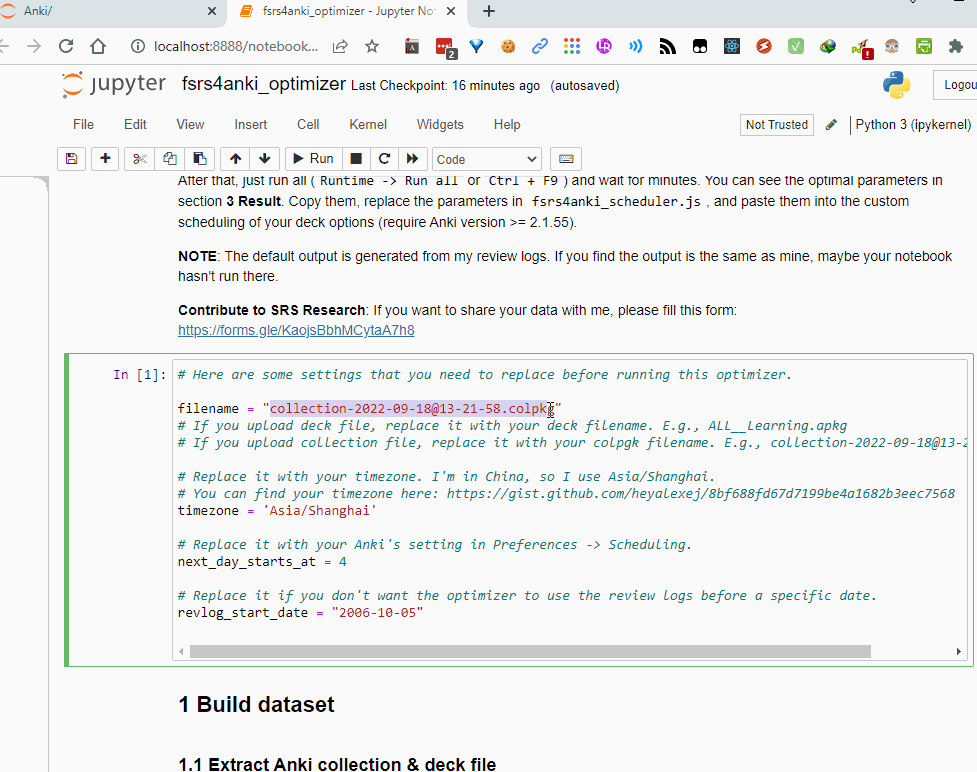 Anki/
fsrs4anki_optimizer - Jupyter No
localhost:8888/notebook...
2
jupyter fsrs4anki_optimizer Last Checkpoint: 16 minutes ago (autosaved)
Logou
File Edit View Insert Cell Kernel Widgets Help
Not Trusted
Python 3 (ipykernel)
Run
Code
After that, just run all ( Runtime -> Run all or Ctrl + F9 ) and wait for minutes. You can see the optimal parameters in
section 3 Result. Copy them, replace the parameters in fsrs4anki_scheduler.js , and paste them into the custom
scheduling of your deck options (require Anki version >= 2.1.55).
NOTE: The default output is generated from my review logs. If you find the output is the same as mine, maybe your notebook
hasn't run there.
Contribute to SRS Research: If you want to share your data with me, please fill this form:
https://forms.gle/KaojsBbhMCytaA7h8
In [1]:
# Here are some settings that you need to replace before running this optimizer.
filename = "collection-2022-09-18@13-21-58.colpkg"
# If you upload deck file, replace it with your deck filename. E.g., ALL__Learning.apkg
# If you upload collection file, replace it with your colpgk filename. E.g., collection-2022-09-18@13-2
# Replace it with your timezone. I'm in China, so I use Asia/Shanghai.
# You can find your timezone here: https://gist.github.com/heyalexej/8bf688fd67d7199be4a1682b3eec7568
timezone = 'Asia/Shanghai'
# Replace it with your Anki's setting in Preferences -> Scheduling.
next_day_starts_at = 4
# Replace it if you don't want the optimizer to use the review logs before a specific date.
revlog_start_date = "2006-10-05"
1 Build dataset
1.1 Extract Anki collection & deck file